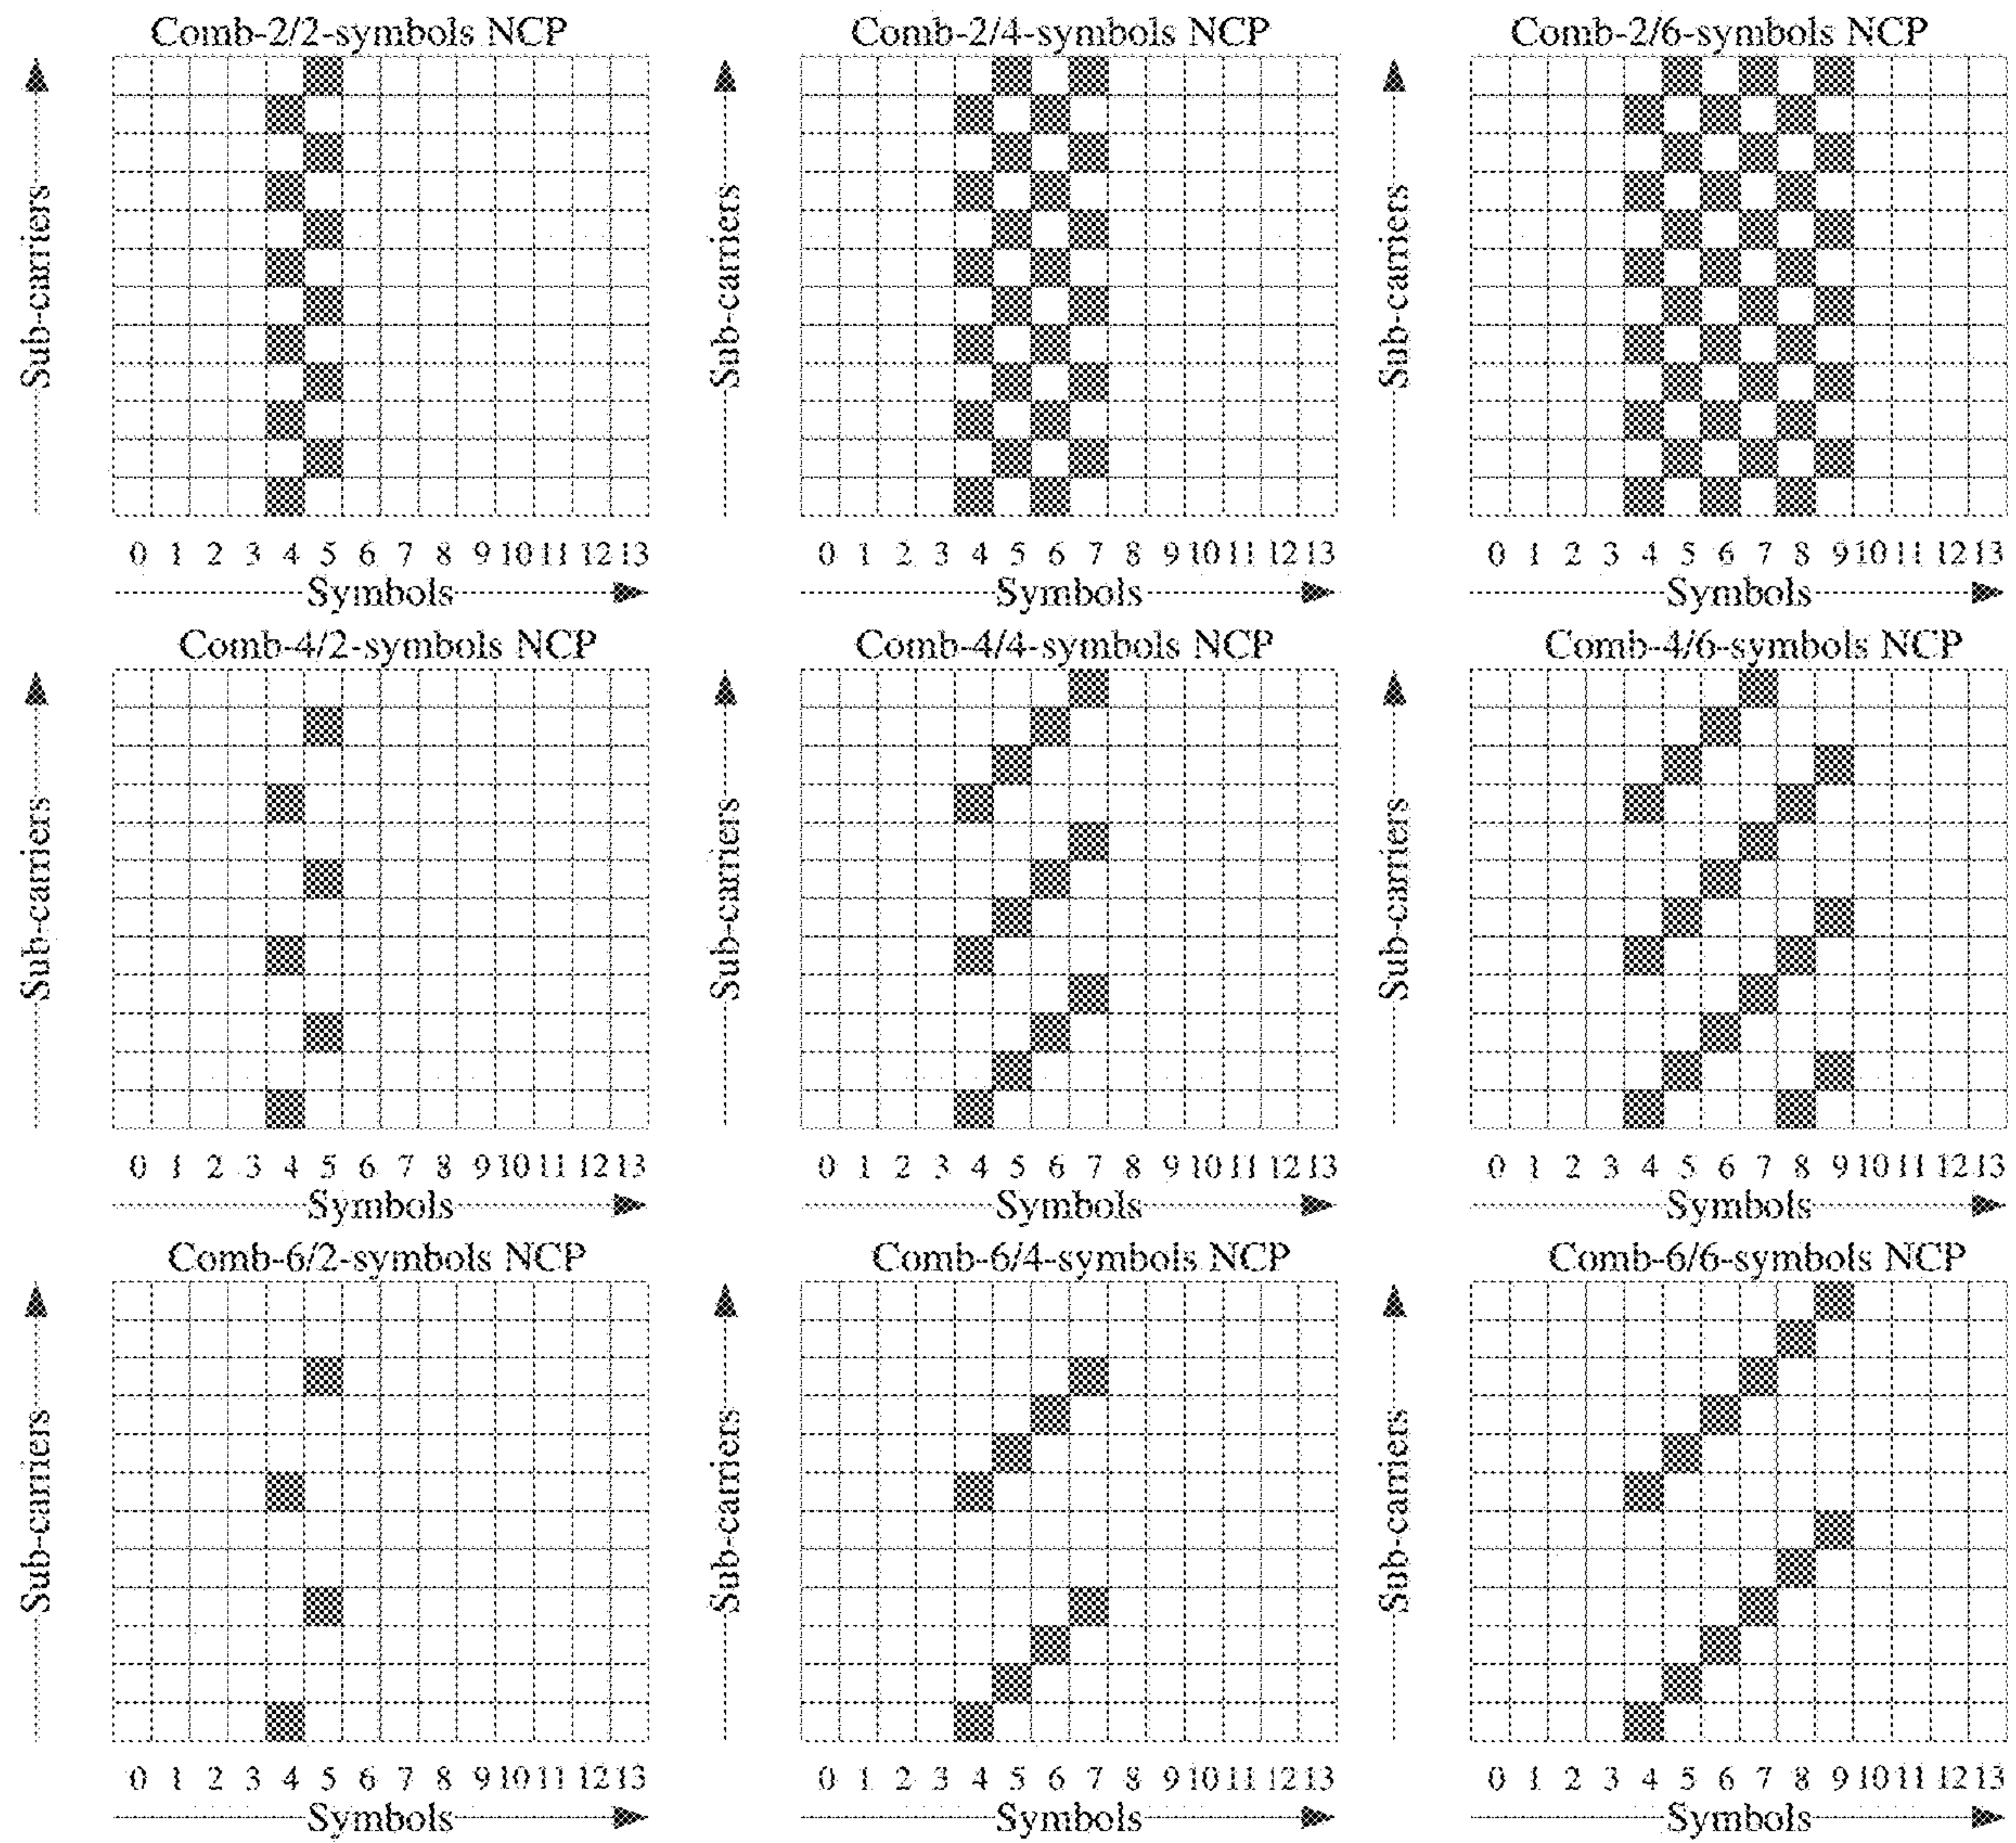 Comb-2/2-symbols NCP
Comb-2/4-symbols NCP
Comb-2/6-symbols NCP
Sub-carriers
Sub-carriers
Sub-carriers
0 1 2 3 4 5 6 7 8 9 10 11 12 13
0 1 2 3 4 5 6 7 8 9 10 11 12 13
0 1 2 3 4 5 6 7 8 9 10 11 12 13
Symbols
Symbols
Symbols
Comb-4/2-symbols NCP
Comb-4/4-symbols NCP
Comb-4/6-symbols NCP
Sub-carriers
Sub-carriers
Sub-carriers
0 1 2 3 4 5 6 7 8 9 10 11 12 13
0 1 2 3 4 5 6 7 8 9 10 11 12 13
0 1 2 3 4 5 6 7 8 9 10 11 12 13
Symbols
Symbols
Symbols
Comb-6/2-symbols NCP
Comb-6/4-symbols NCP
Comb-6/6-symbols NCP
Sub-carriers
Sub-carriers
Sub-carriers
0 1 2 3 4 5 6 7 8 9 10 11 12 13
0 1 2 3 4 5 6 7 8 9 10 11 12 13
0 1 2 3 4 5 6 7 8 9 10 11 12 13
Symbols
Symbols
Symbols